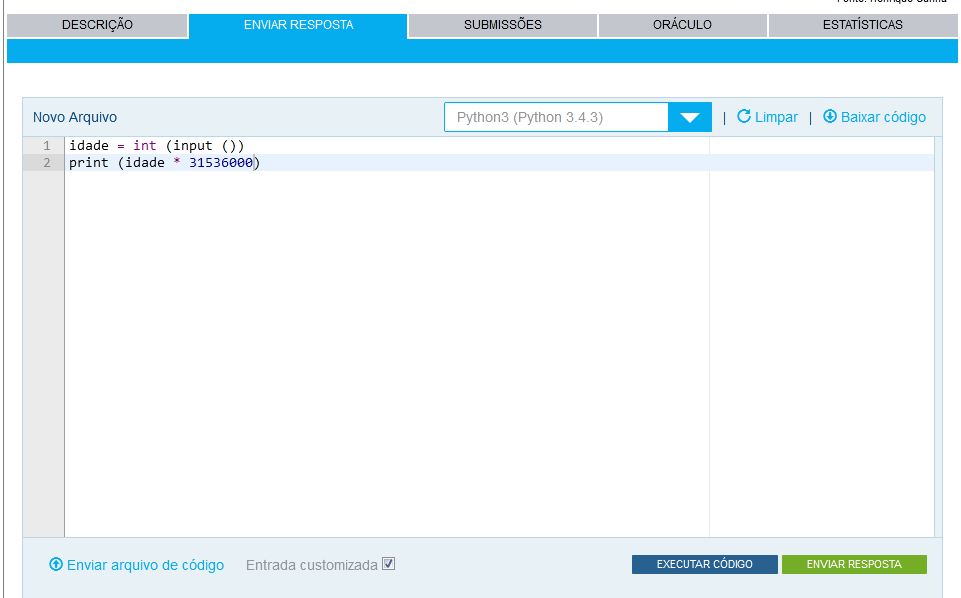 DESCRIÇÃO ENVIAR RESPOSTA SUBMISSÕES ORÁCULO ESTATÍSTICAS
Novo Arquivo Python3 (Python 3.4.3) | Limpar | Baixar código
1 idade = int (input ())
2 print (idade * 31536000)
Enviar arquivo de código Entrada customizada EXECUTAR CÓDIGO ENVIAR RESPOSTA